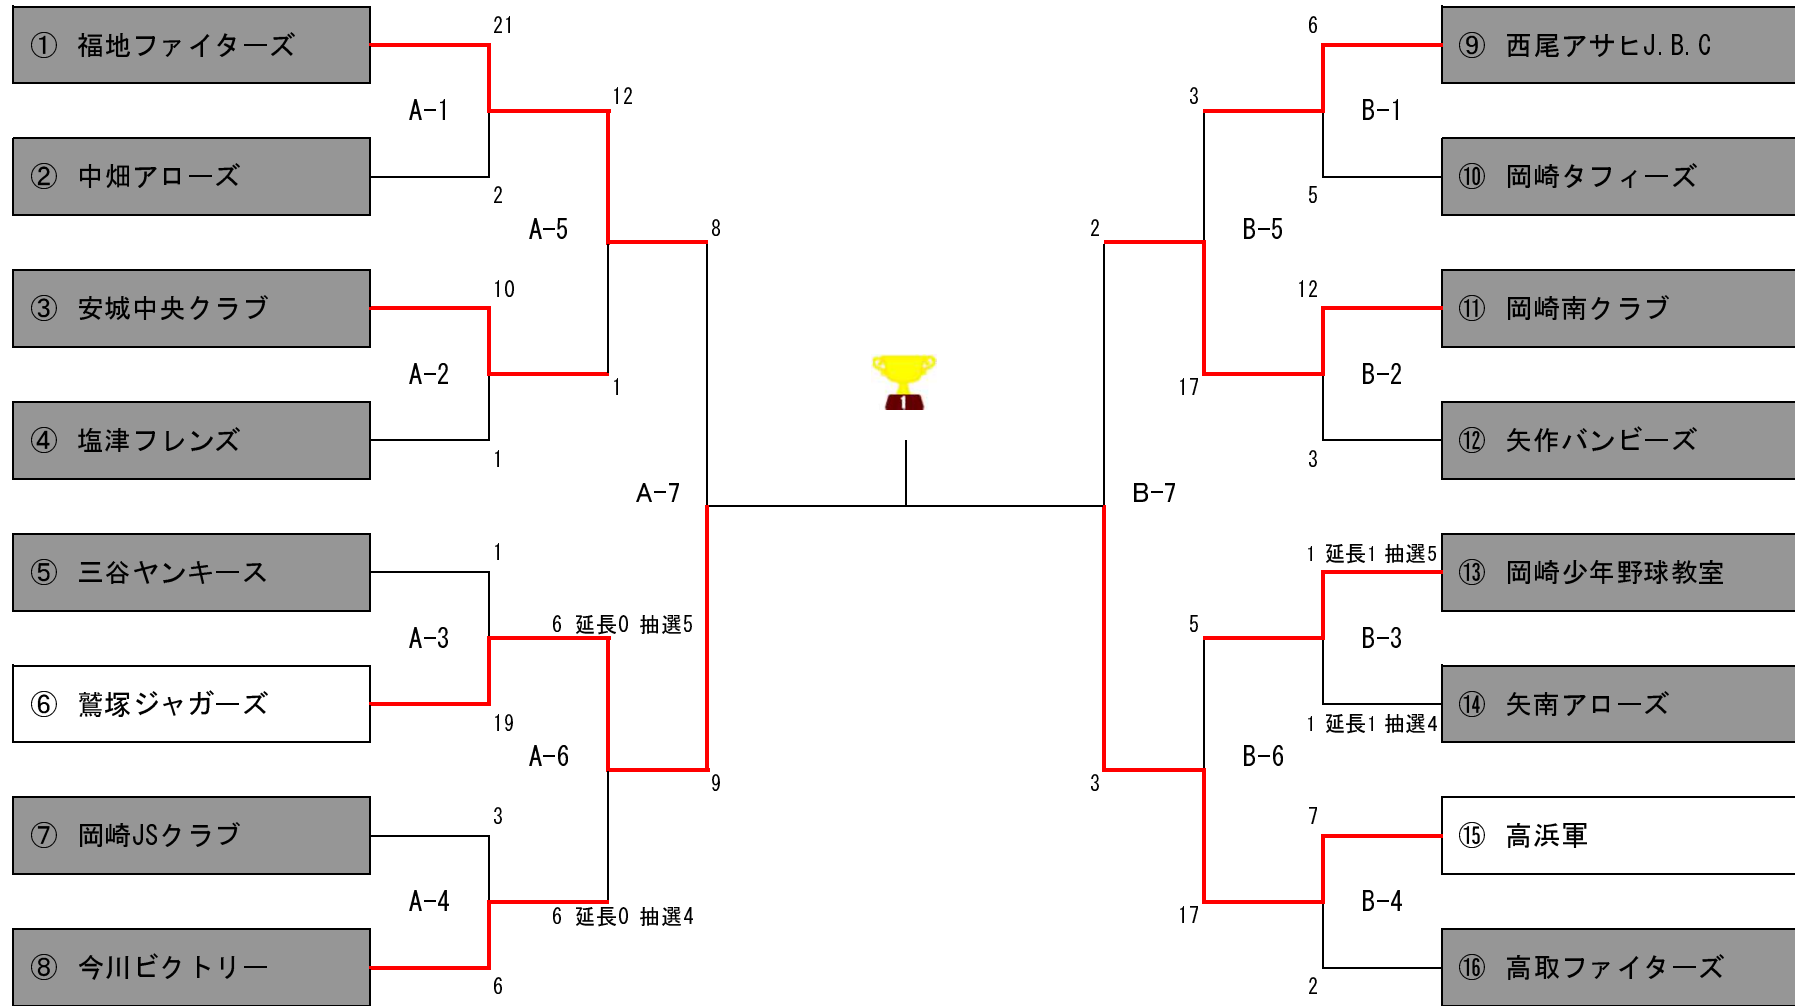 ① 福地ファイターズ
21
A-1
② 中畑アローズ
2
12
A-5
③ 安城中央クラブ
10
A-2
④ 塩津フレンズ
1
1
8
A-7
⑤ 三谷ヤンキース
1
A-3
⑥ 鷲塚ジャガーズ
19
6 延長0 抽選5
A-6
⑦ 岡崎JSクラブ
3
A-4
⑧ 今川ビクトリー
6
6 延長0 抽選4
9
1
6
⑨ 西尾アサヒJ.B.C
3
B-1
5
⑩ 岡崎タフィーズ
2
B-5
12
⑪ 岡崎南クラブ
17
B-2
3
⑫ 矢作バンビーズ
B-7
1 延長1 抽選5
⑬ 岡崎少年野球教室
5
B-3
1 延長1 抽選4
⑭ 矢南アローズ
3
B-6
7
⑮ 高浜軍
17
B-4
2
⑯ 高取ファイターズ